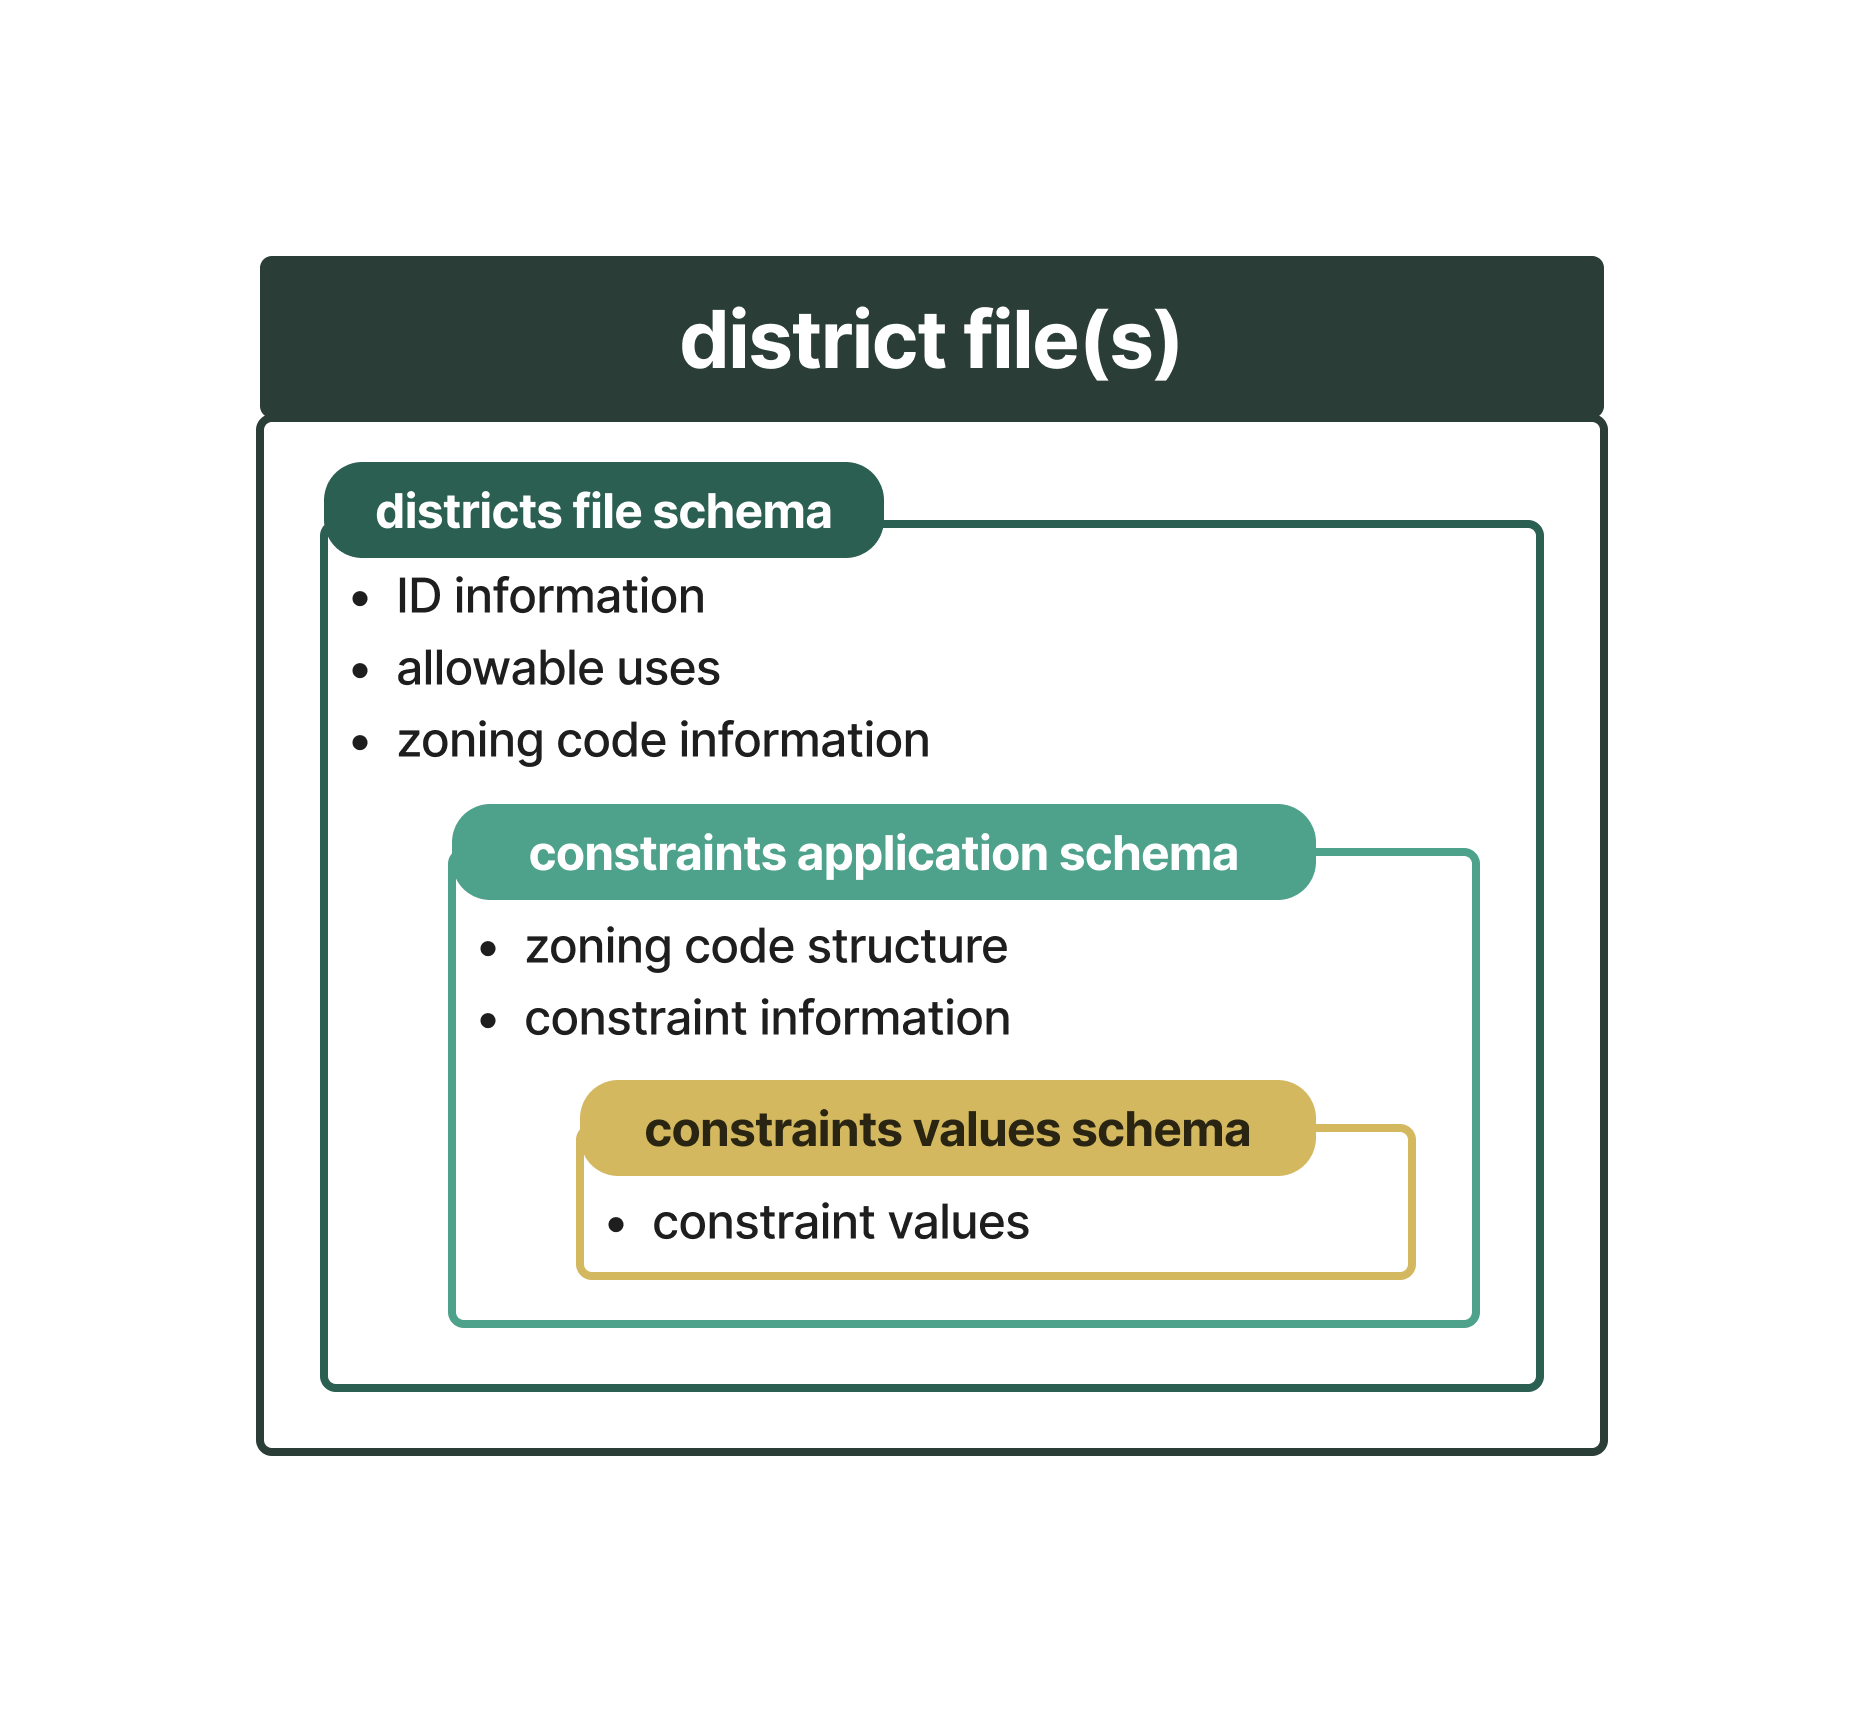 district file(s)
districts file schema
• ID information
• allowable uses
• zoning code information
constraints application schema
• zoning code structure
• constraint information
constraints values schema
• constraint values